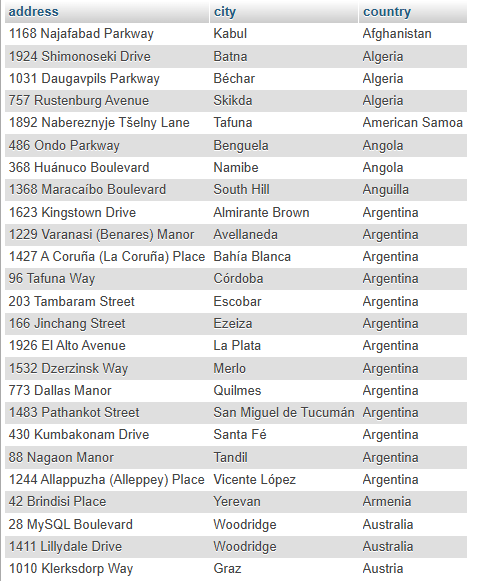 address city country
1168 Najafabad Parkway Kabul Afghanistan
1924 Shimonoseki Drive Batna Algeria
1031 Daugavpils Parkway Béchar Algeria
757 Rustenburg Avenue Skikda Algeria
1892 Nabereznyje Tšelny Lane Tafuna American Samoa
486 Ondo Parkway Benguela Angola
368 Huánuco Boulevard Namibe Angola
1368 Maracaíbo Boulevard South Hill Anguilla
1623 Kingstown Drive Almirante Brown Argentina
1229 Varanasi (Benares) Manor Avellaneda Argentina
1427 A Coruña (La Coruña) Place Bahía Blanca Argentina
96 Tafuna Way Córdoba Argentina
203 Tambaram Street Escobar Argentina
166 Jinchang Street Ezeiza Argentina
1926 El Alto Avenue La Plata Argentina
1532 Dzerzinsk Way Merlo Argentina
773 Dallas Manor Quilmes Argentina
1483 Pathankot Street San Miguel de Tucumán Argentina
430 Kumbakonam Drive Santa Fé Argentina
88 Nagaon Manor Tandil Argentina
1244 Allappuzha (Alleppey) Place Vicente López Argentina
42 Brindisi Place Yerevan Armenia
28 MySQL Boulevard Woodridge Australia
1411 Lillydale Drive Woodridge Australia
1010 Klerksdorp Way Graz Austria